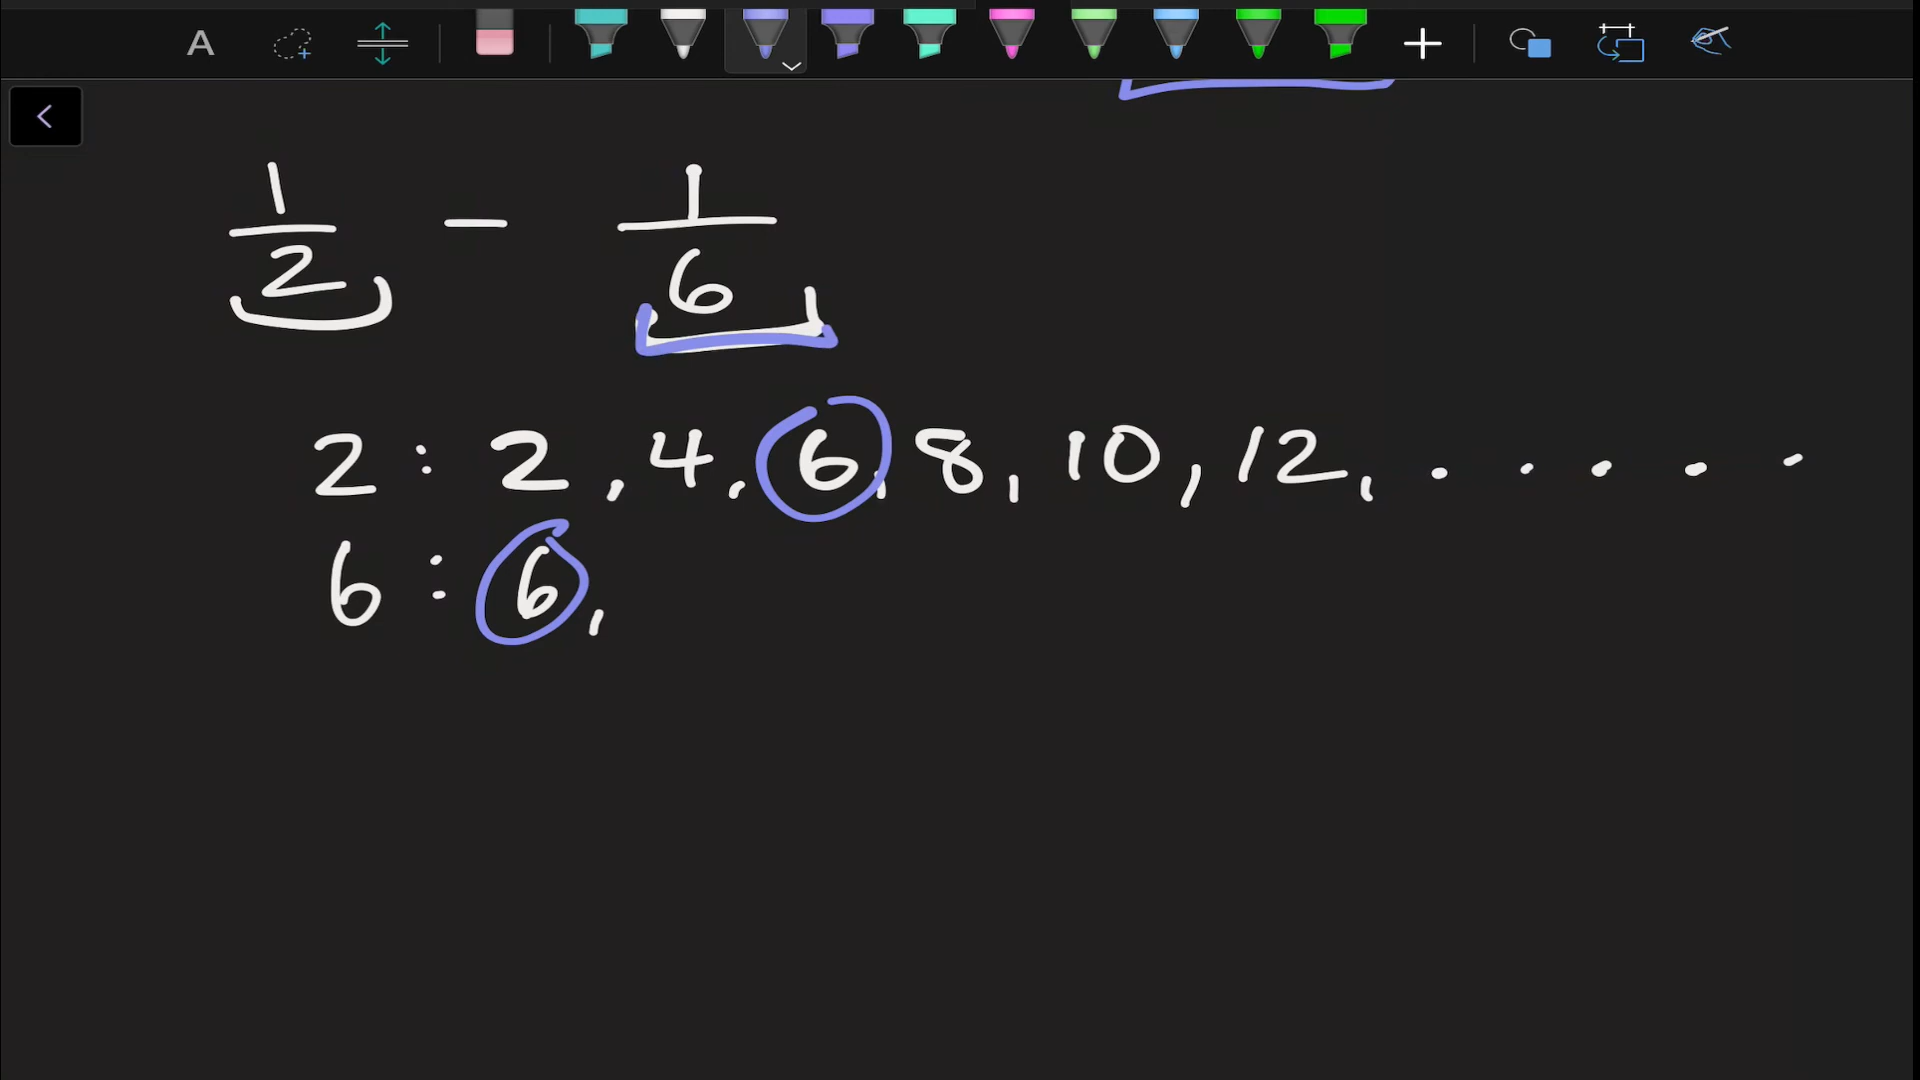 A
1/2 - 1/6
2 : 2, 4, 6, 8, 10, 12, . . . . .
6 : 6,